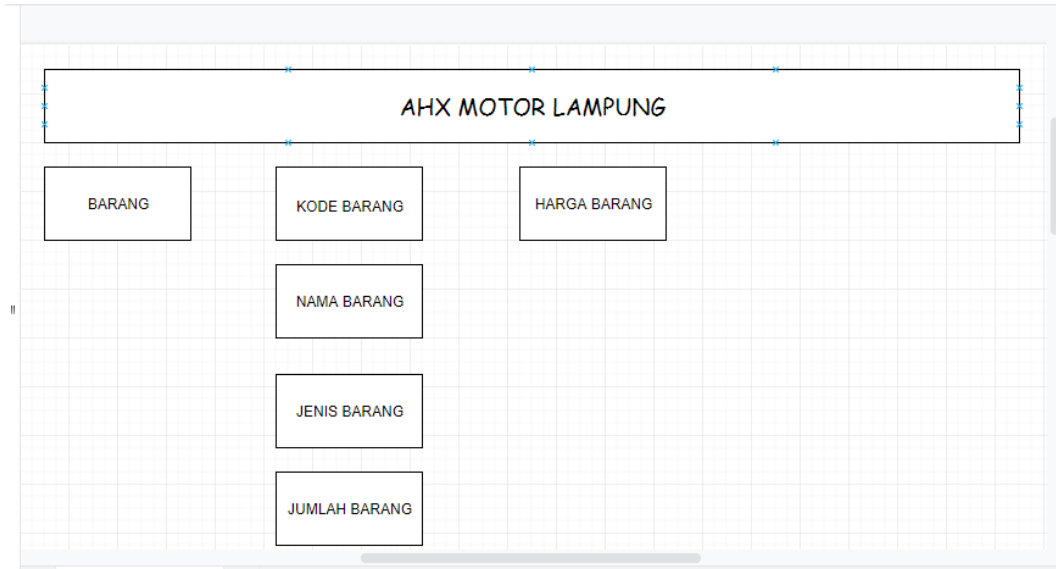 AHX MOTOR LAMPUNG
BARANG
KODE BARANG
HARGA BARANG
NAMA BARANG
JENIS BARANG
JUMLAH BARANG